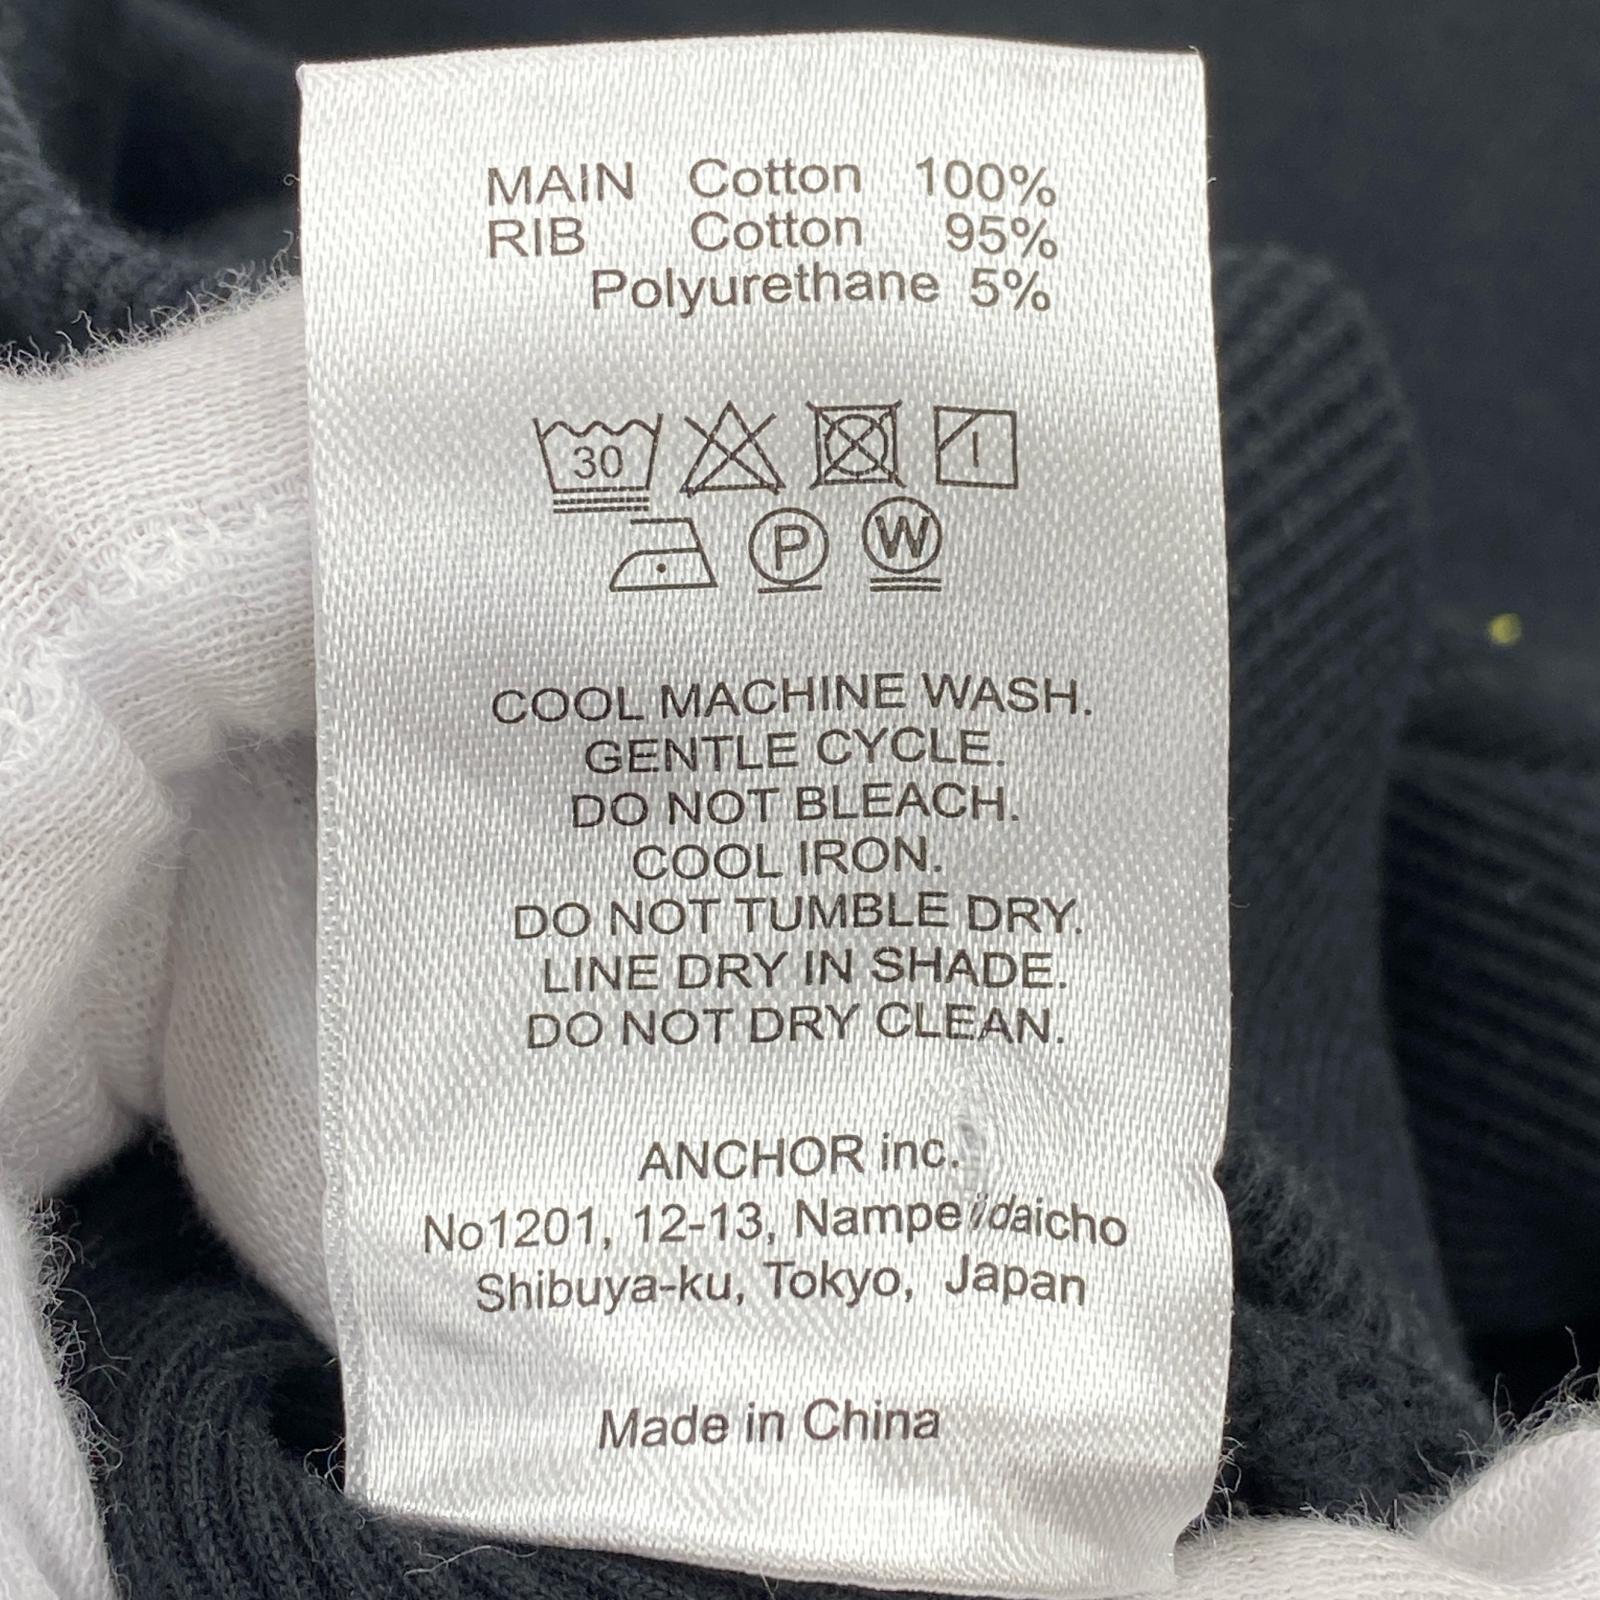 MAIN Cotton 100%
RIB Cotton 95%
Polyurethane 5%
30
P W
COOL MACHINE WASH.
GENTLE CYCLE.
DO NOT BLEACH.
COOL IRON.
DO NOT TUMBLE DRY.
LINE DRY IN SHADE.
DO NOT DRY CLEAN.
ANCHOR inc.
No1201, 12-13, Nampeidaicho
Shibuya-ku, Tokyo, Japan
Made in China